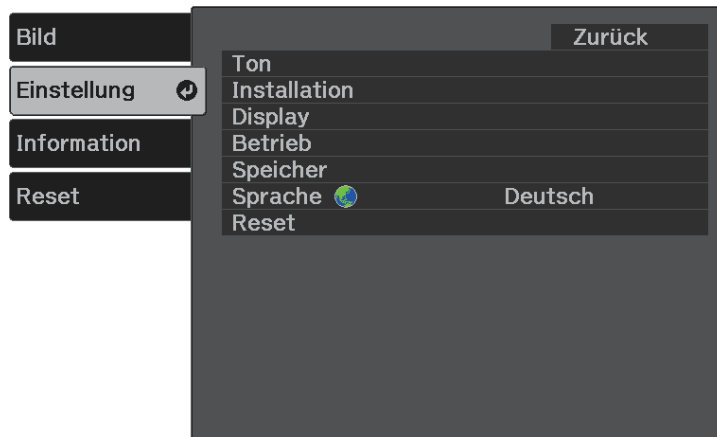 Bild
Einstellung
Information
Reset
Zurück
Ton
Installation
Display
Betrieb
Speicher
Sprache Deutsch
Reset